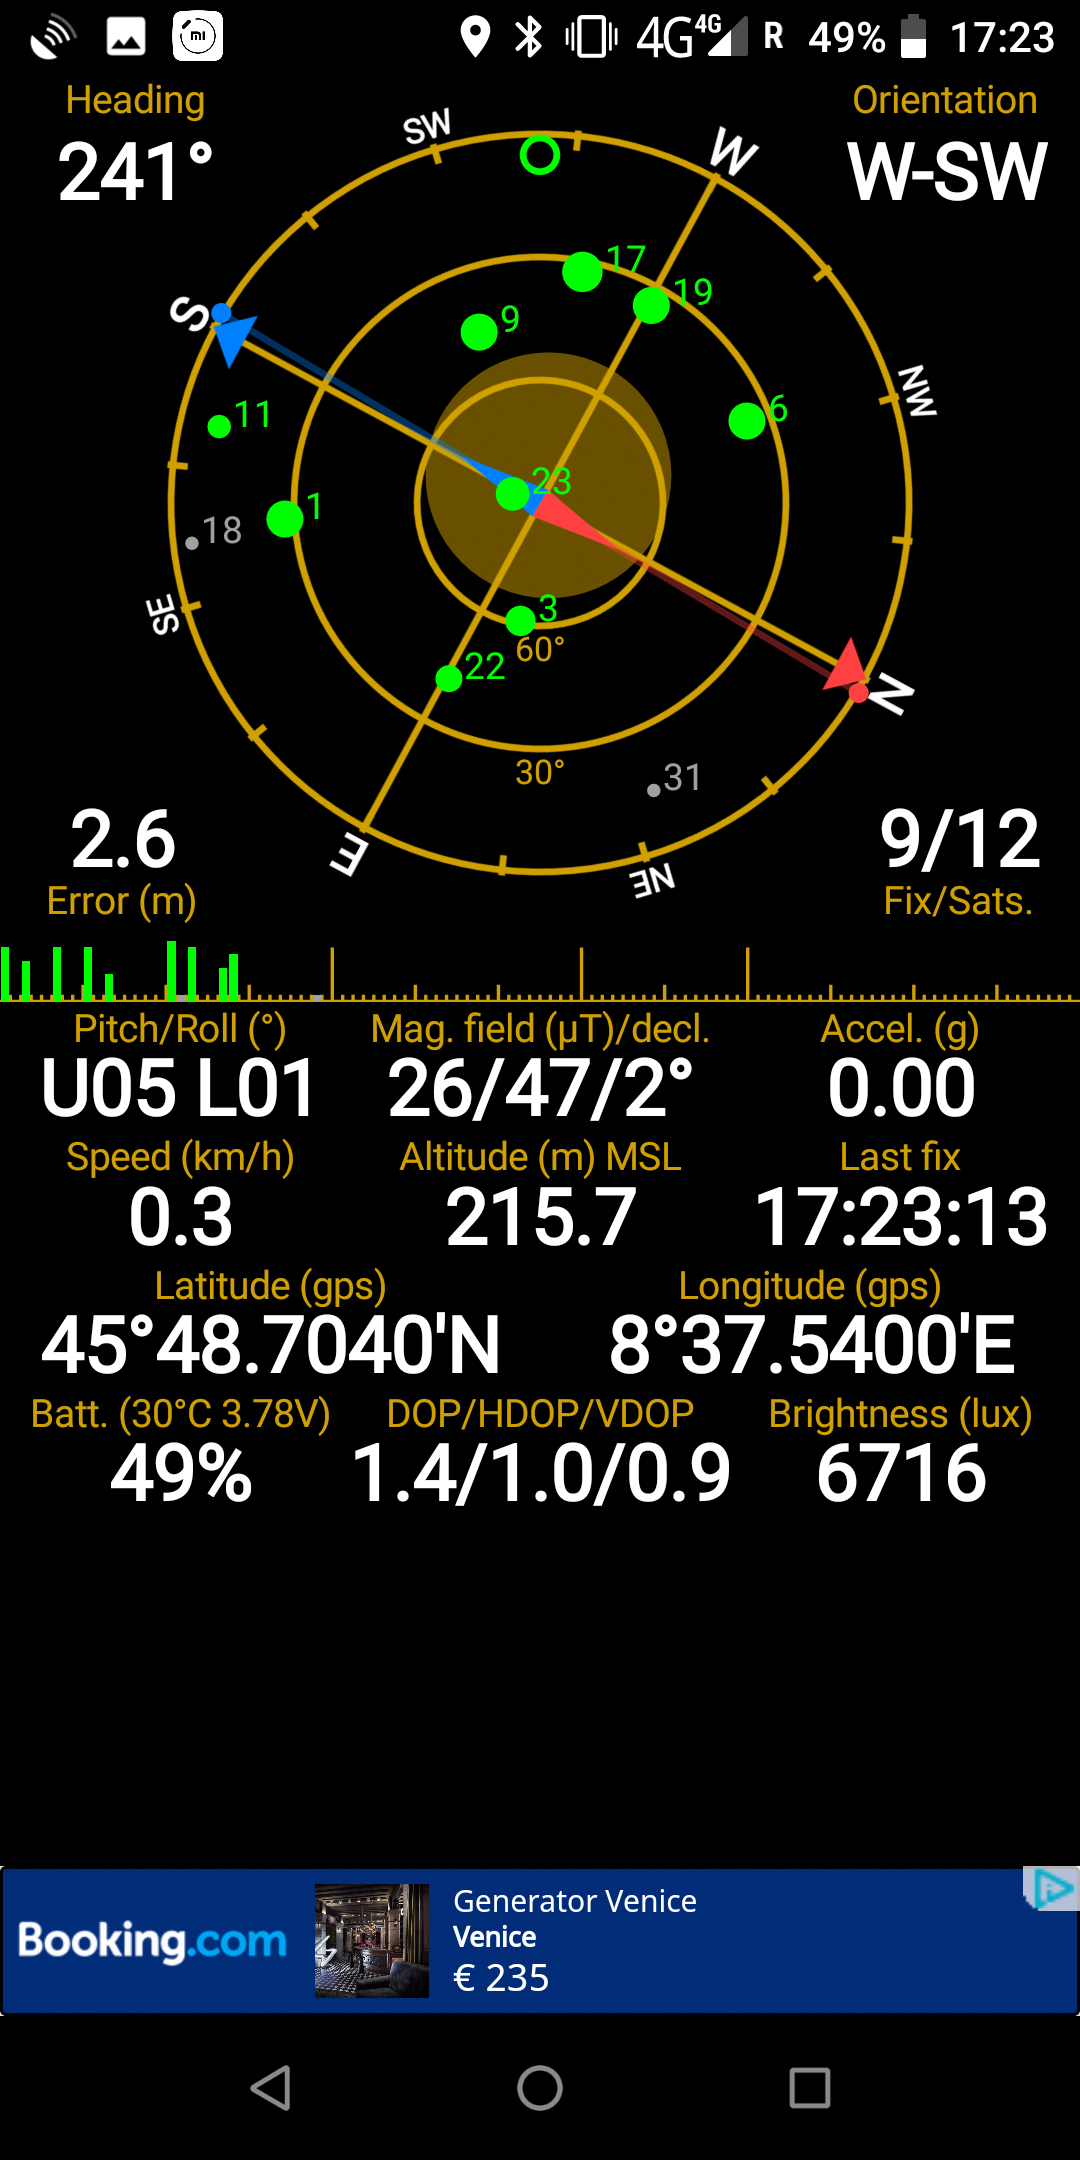 4G 4G R 49% 17:23
Heading Orientation
241° W-SW
SW W
S NW
N SE
E NE
17
19
9
6
11
23
1
18
3
60°
22
30°
31
2.6 9/12
Error (m) Fix/Sats.
Pitch/Roll (°) Mag. field (µT)/decl. Accel. (g)
U05 L01 26/47/2° 0.00
Speed (km/h) Altitude (m) MSL Last fix
0.3 215.7 17:23:13
Latitude (gps) Longitude (gps)
45°48.7040'N 8°37.5400'E
Batt. (30°C 3.78V) DOP/HDOP/VDOP Brightness (lux)
49% 1.4/1.0/0.9 6716
Booking.com
Generator Venice
Venice
€ 235